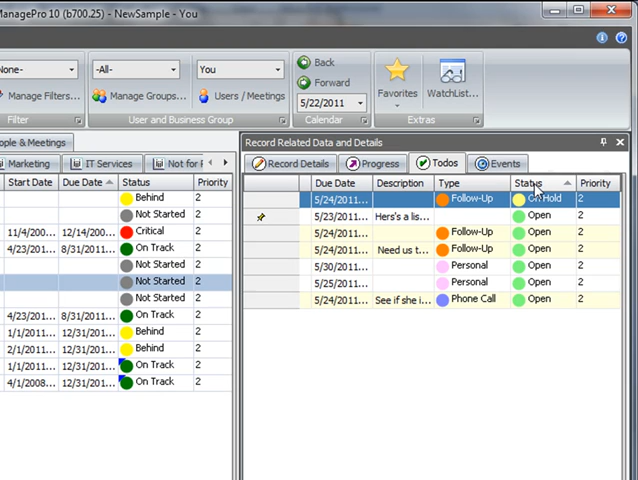 ManagePro 10 (b700.25) - NewSample - You
None-
-All-
You
Manage Filters...
Manage Groups...
Users / Meetings
Filter
User and Business Group
Back
Forward
5/22/2011
Calendar
Favorites
WatchList...
Extras
ople & Meetings
Marketing
IT Services
Not for F
Start Date Due Date Status Priority
Behind 2
Not Started 2
11/4/200... 12/14/200... Critical 2
4/23/201... 8/31/2011 On Track 2
Not Started 2
Not Started 2
Not Started 2
4/23/201... 8/31/201... On Track 2
1/1/2011... 12/31/201... Behind 2
2/1/2011... 12/31/201... Behind 2
1/1/2011... 12/31/201... On Track 2
4/1/2008... 12/31/201... On Track 2
Record Related Data and Details
Record Details Progress Todos Events
Due Date Description Type Status Priority
5/24/2011... Follow-Up On Hold 2
5/23/2011... Hers's a lis... Open 2
5/24/2011... Follow-Up Open 2
5/24/2011... Need us t... Follow-Up Open 2
5/30/2011... Personal Open 2
5/25/2011... Personal Open 2
5/24/2011... See if she i... Phone Call Open 2